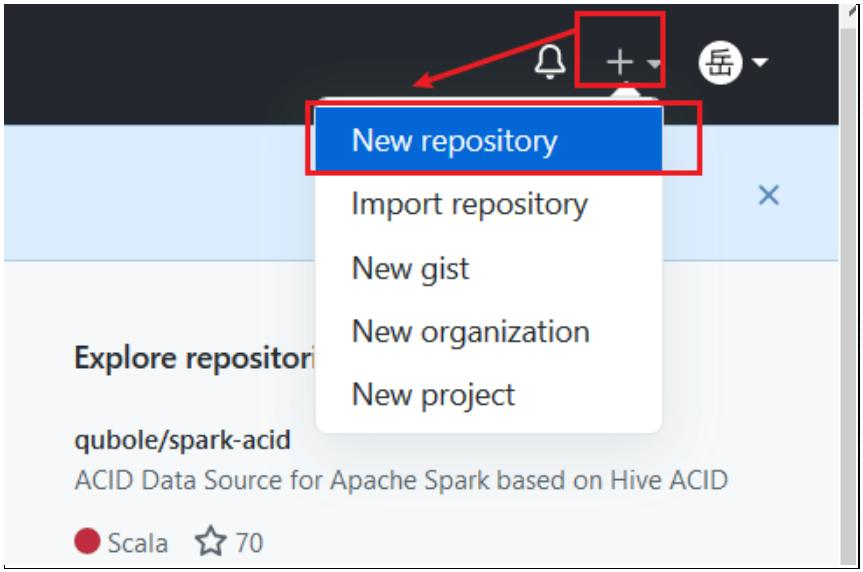 岳
New repository
Import repository
New gist
New organization
New project
Explore repositori
qubole/spark-acid
ACID Data Source for Apache Spark based on Hive ACID
Scala 70